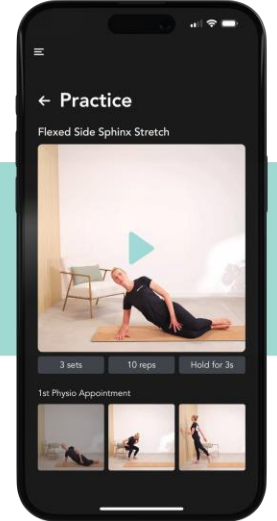 ← Practice
Flexed Side Sphinx Stretch
3 sets 10 reps Hold for 3s
1st Physio Appointment